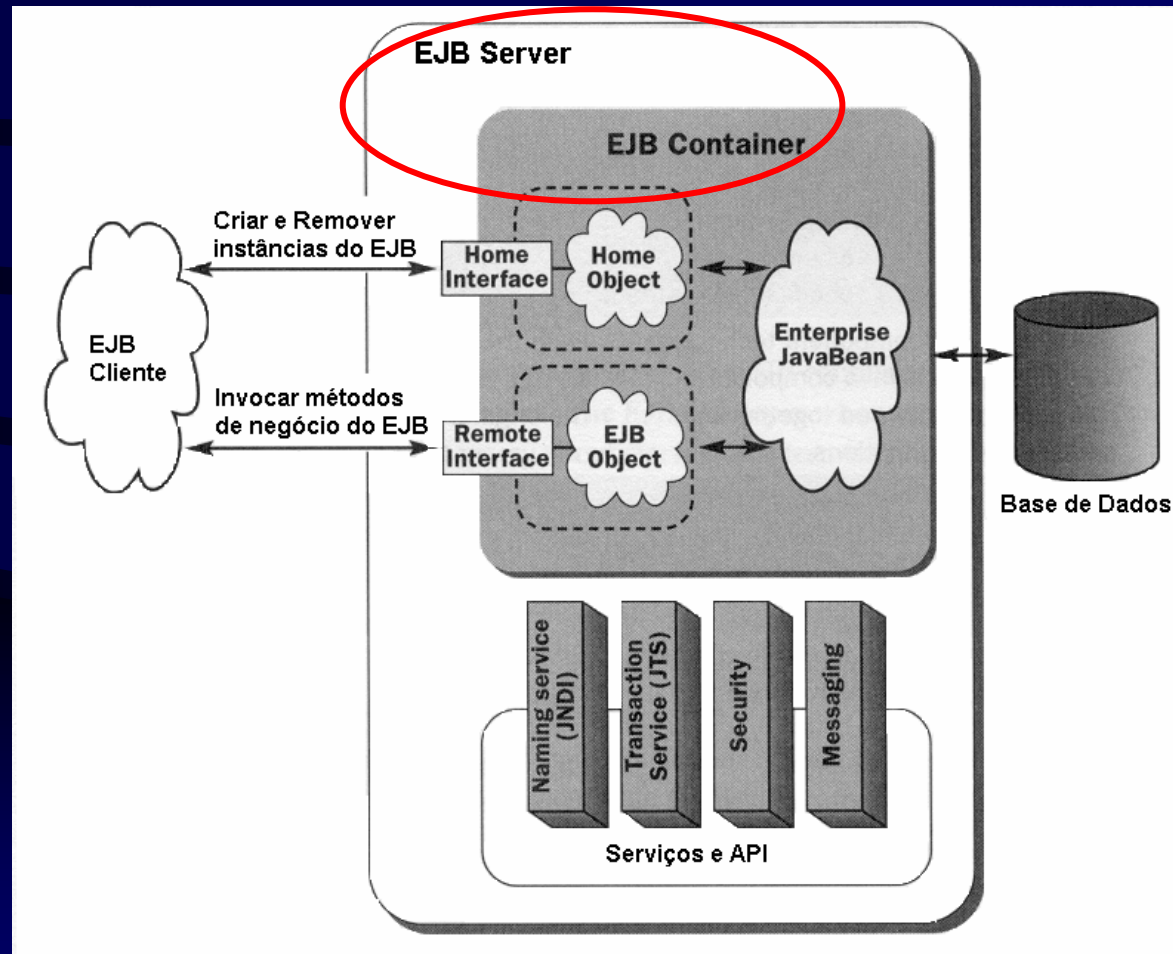 EJB Server
EJB Container
Criar e Remover
instâncias do EJB
Home
Interface
Home
Object
EJB
Cliente
Enterprise
JavaBean
Invocar métodos
de negócio do EJB
Remote
Interface
EJB
Object
Base de Dados
Naming service
(JNDI)
Transaction
Service (JTS)
Security
Messaging
Serviços e API